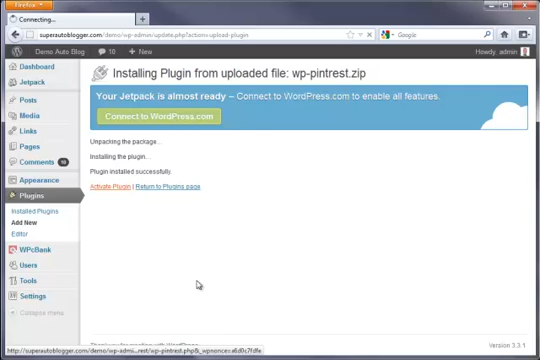 Firefox
Connecting...
superautoblogger.com/demo/wp-admin/update.php?action=upload-plugin
Google
Demo Auto Blog
10
+ New
Howdy, admin
Dashboard
Jetpack
Posts
Media
Links
Pages
Comments 10
Appearance
Plugins
Installed Plugins
Add New
Editor
WPcBank
Users
Tools
Settings
Collapse menu
Installing Plugin from uploaded file: wp-pintrest.zip
Your Jetpack is almost ready – Connect to WordPress.com to enable all features.
Connect to WordPress.com
Unpacking the package...
Installing the plugin...
Plugin installed successfully.
Activate Plugin | Return to Plugins page
Version 3.3.1